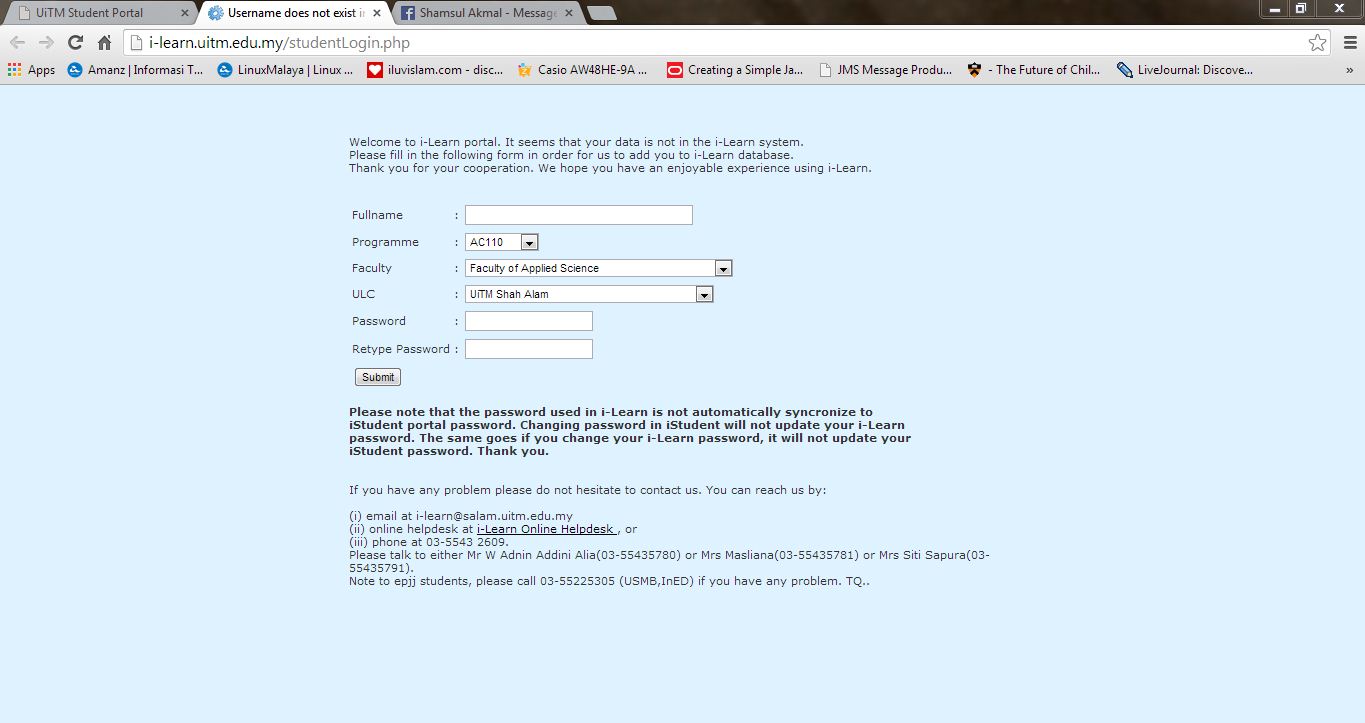 UiTM Student Portal
Username does not exist i
Shamsul Akmal - Message
i-learn.uitm.edu.my/studentLogin.php
Apps
Amanz | Informasi T...
LinuxMalaya | Linux ...
iluvislam.com - disc...
Casio AW48HE-9A ...
Creating a Simple Ja...
JMS Message Produ...
- The Future of Chil...
LiveJournal: Discove...
»
Welcome to i-Learn portal. It seems that your data is not in the i-Learn system.
Please fill in the following form in order for us to add you to i-Learn database.
Thank you for your cooperation. We hope you have an enjoyable experience using i-Learn.
Fullname :
Programme : AC110
Faculty : Faculty of Applied Science
ULC : UiTM Shah Alam
Password :
Retype Password :
Submit
Please note that the password used in i-Learn is not automatically syncronize to
iStudent portal password. Changing password in iStudent will not update your i-Learn
password. The same goes if you change your i-Learn password, it will not update your
iStudent password. Thank you.
If you have any problem please do not hesitate to contact us. You can reach us by:
(i) email at i-learn@salam.uitm.edu.my
(ii) online helpdesk at i-Learn Online Helpdesk , or
(iii) phone at 03-5543 2609.
Please talk to either Mr W Adnin Addini Alia(03-55435780) or Mrs Masliana(03-55435781) or Mrs Siti Sapura(03-
55435791).
Note to epjj students, please call 03-55225305 (USMB,InED) if you have any problem. TQ..